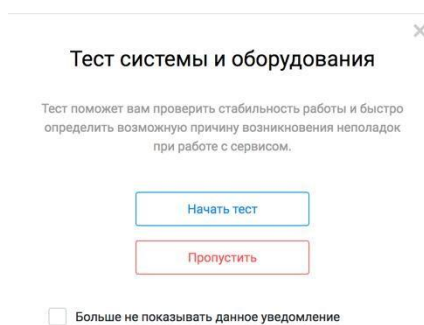 Тест системы и оборудования
Тест поможет вам проверить стабильность работы и быстро
определить возможную причину возникновения неполадок
при работе с сервисом.
Начать тест
Пропустить
Больше не показывать данное уведомление